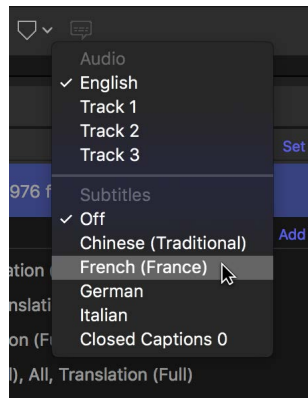 Audio
✓ English
Track 1
Track 2
Track 3
Set
976 f
Subtitles
✓ Off
Chinese (Traditional)
Add
French (France)
German
Italian
Closed Captions 0
ation
nslati
on (F
), All, Translation (Full)